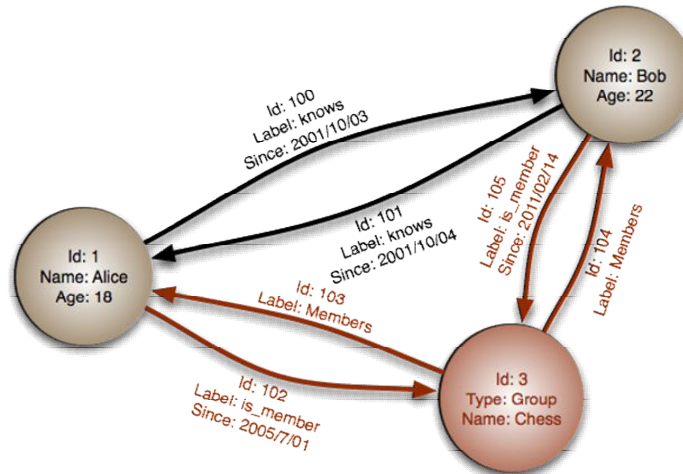 Id: 2
Name: Bob
Age: 22
Id: 100
Label: knows
Since: 2001/10/03
Id: 101
Label: knows
Since: 2001/10/04
Id: 105
Label: is_member
Since: 2011/02/14
Id: 104
Label: Members
Id: 1
Name: Alice
Age: 18
Id: 103
Label: Members
Id: 102
Label: is_member
Since: 2005/7/01
Id: 3
Type: Group
Name: Chess